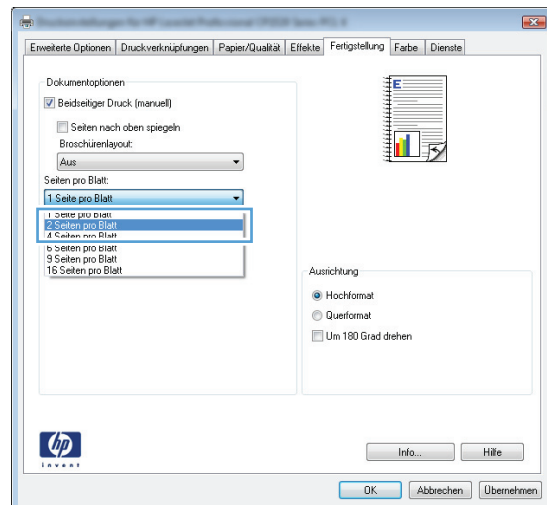 Erweiterte Optionen Druckverknüpfungen Papier/Qualität Effekte Fertigstellung Farbe Dienste
Dokumentoptionen
Beidseitiger Druck (manuell)
Seiten nach oben spiegeln
Broschürenlayout:
Aus
Seiten pro Blatt:
1 Seite pro Blatt
1 Seite pro Blatt
2 Seiten pro Blatt
4 Seiten pro Blatt
6 Seiten pro Blatt
9 Seiten pro Blatt
16 Seiten pro Blatt
E
Ausrichtung
Hochformat
Querformat
Um 180 Grad drehen
hp
invent
Info... Hilfe
OK Abbrechen Übernehmen